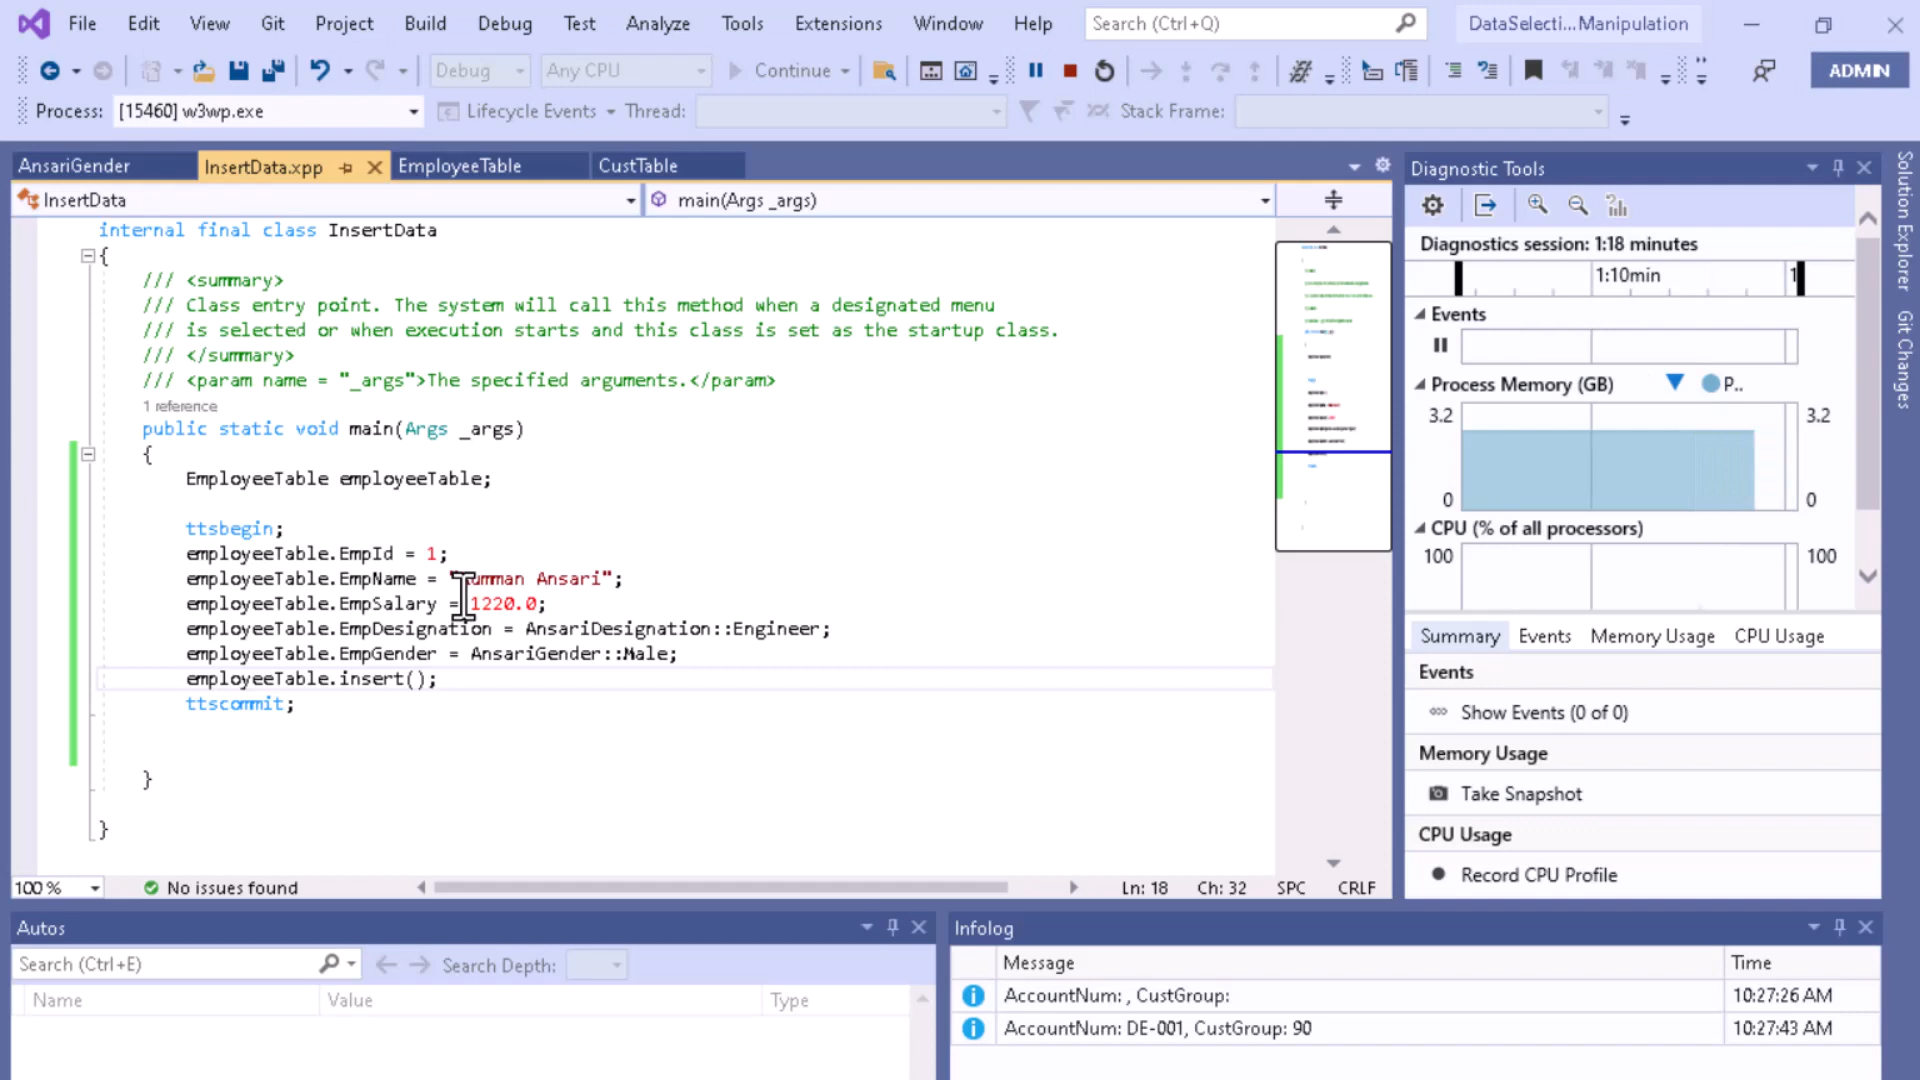 File Edit View Git Project Build Debug Test Analyze Tools Extensions Window Help Search (Ctrl+Q) DataSelecti...Manipulation
Debug Any CPU Continue ADMIN
Process: [15460] w3wp.exe Lifecycle Events Thread: Stack Frame:
AnsariGender InsertData.xpp EmployeeTable CustTable
InsertData main(Args _args)
internal final class InsertData
{
/// <summary>
/// Class entry point. The system will call this method when a designated menu
/// is selected or when execution starts and this class is set as the startup class.
/// </summary>
/// <param name = "_args">The specified arguments.</param>
1 reference
public static void main(Args _args)
{
EmployeeTable employeeTable;
ttsbegin;
employeeTable.EmpId = 1;
employeeTable.EmpName = " Ansari";
employeeTable.EmpSalary = 1220.0;
employeeTable.EmpDesignation = AnsariDesignation::Engineer;
employeeTable.EmpGender = AnsariGender::Male;
employeeTable.insert();
ttscommit;
}
}
100 % No issues found Ln: 18 Ch: 32 SPC CRLF
Diagnostic Tools
Diagnostics session: 1:18 minutes
1:10min 1
Events
Process Memory (GB) P..
3.2 3.2
0 0
CPU (% of all processors)
100 100
Summary Events Memory Usage CPU Usage
Events
Show Events (0 of 0)
Memory Usage
Take Snapshot
CPU Usage
Record CPU Profile
Solution Explorer
Git Changes
Autos
Search (Ctrl+E) Search Depth:
Name Value Type
Infolog
Message Time
AccountNum: , CustGroup: 10:27:26 AM
AccountNum: DE-001, CustGroup: 90 10:27:43 AM